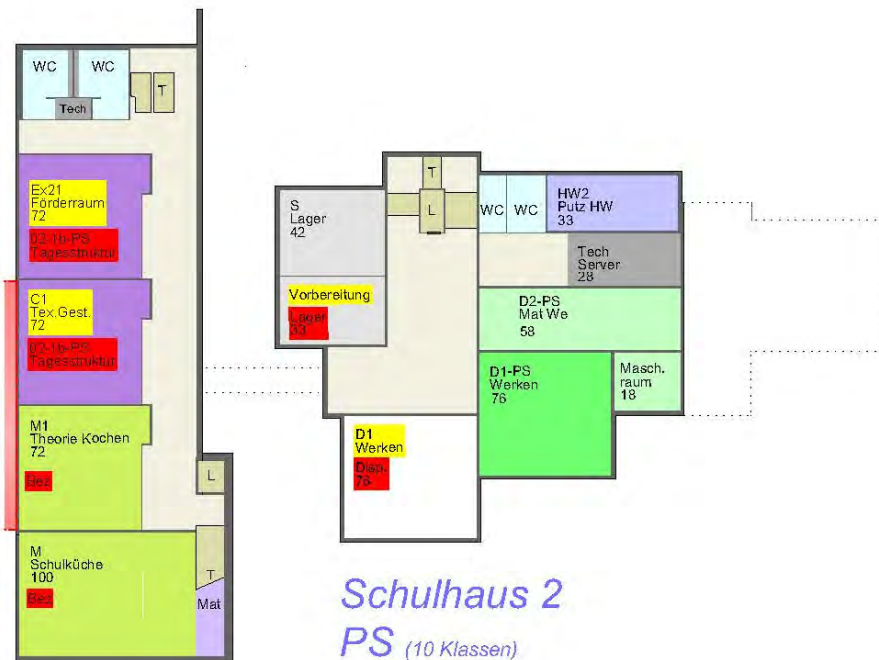 WC
WC
Tech
T
Ex21
Förderraum
72
02-1b-PS
Tagesstruktur
C1
Tex.Gest.
72
02-1b-PS
Tagesstruktur
M1
Theorie Kochen
72
Bez
L
M
Schulküche
100
Bez
T
Mat
S
Lager
42
Vorbereitung
Lager
33
T
L
WC
WC
HW2
Putz HW
33
Tech
Server
28
D2-PS
Mat We
58
D1-PS
Werken
76
Masch.
raum
18
D1
Werken
Disp.
76
Schulhaus 2
PS (10 Klassen)